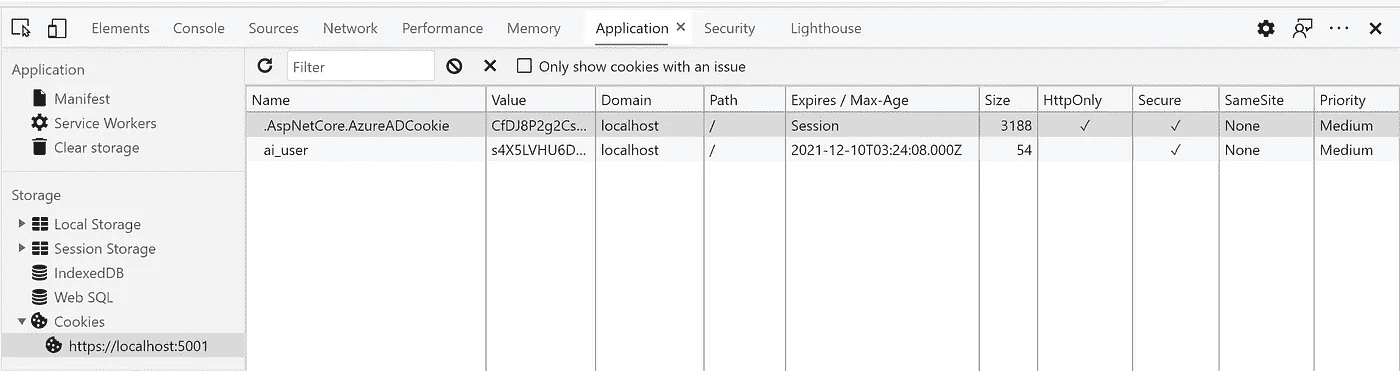 Elements Console Sources Network Performance Memory Application Security Lighthouse
Application
Manifest
Service Workers
Clear storage
Storage
Local Storage
Session Storage
IndexedDB
Web SQL
Cookies
https://localhost:5001
Filter Only show cookies with an issue
Name Value Domain Path Expires / Max-Age Size HttpOnly Secure SameSite Priority
.AspNetCore.AzureADCookie CfDJ8P2g2Cs... localhost / Session 3188 ✓ ✓ None Medium
ai_user s4X5LVHU6D... localhost / 2021-12-10T03:24:08.000Z 54 ✓ None Medium